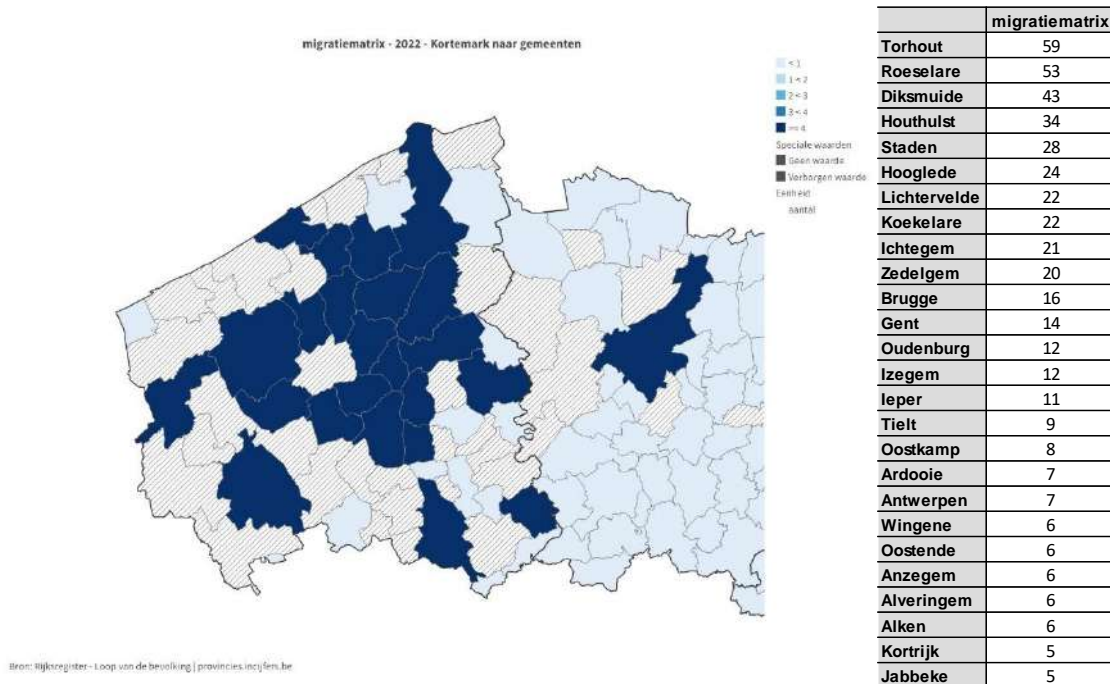 migratiematrix - 2022 - Kortemark naar gemeenten
< 1
1 < 2
2 < 3
3 < 4
>= 4
Speciale waarden
Geen waarde
Verborgen waarde
Eenheid
aantal
Bron: Rijksregister - Loop van de bevolking | provincies.incijfers.be
migratiematrix
Torhout 59
Roeselare 53
Diksmuide 43
Houthulst 34
Staden 28
Hooglede 24
Lichtervelde 22
Koekelare 22
Ichtegem 21
Zedelgem 20
Brugge 16
Gent 14
Oudenburg 12
Izegem 12
Ieper 11
Tielt 9
Oostkamp 8
Ardooie 7
Antwerpen 7
Wingene 6
Oostende 6
Anzegem 6
Alveringem 6
Alken 6
Kortrijk 5
Jabbeke 5